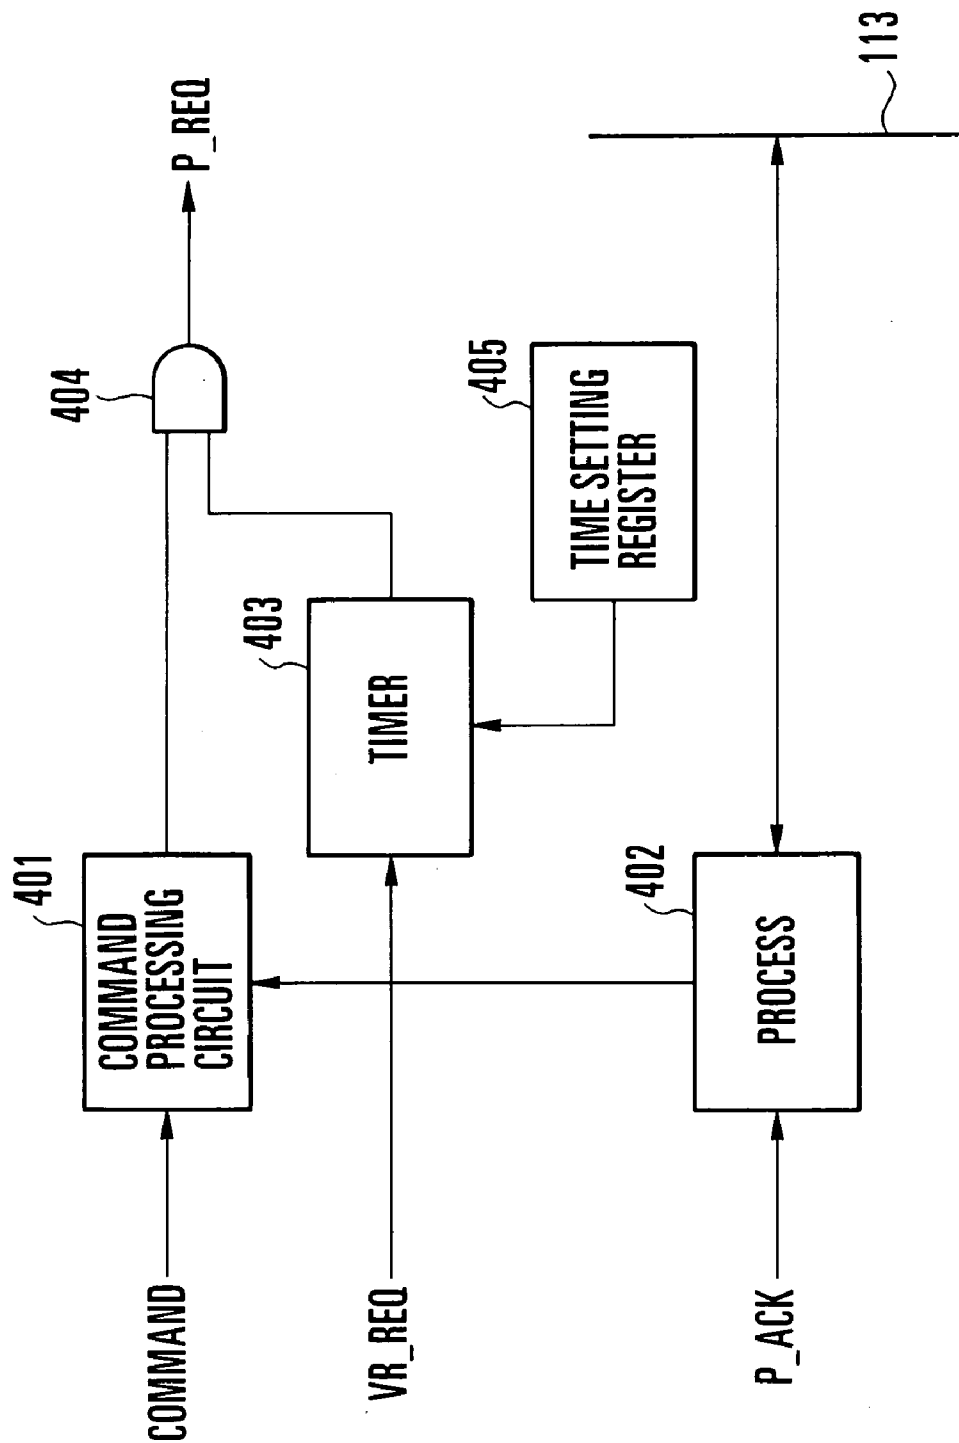 COMMAND
401
COMMAND
PROCESSING
CIRCUIT
404
P_REQ
VR_REQ
403
TIMER
405
TIME SETTING
REGISTER
P_ACK
402
PROCESS
113